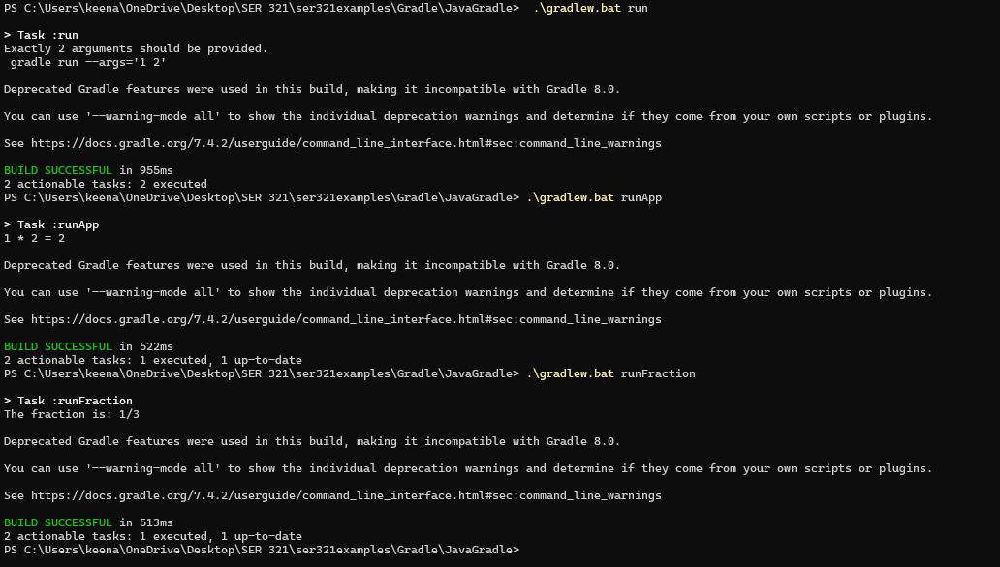 PS C:\Users\keena\OneDrive\Desktop\SER 321\ser321examples\Gradle\JavaGradle>  .\gradlew.bat run
> Task :run
Exactly 2 arguments should be provided.
 gradle run --args='1 2'
Deprecated Gradle features were used in this build, making it incompatible with Gradle 8.0.
You can use '--warning-mode all' to show the individual deprecation warnings and determine if they come from your own scripts or plugins.
See https://docs.gradle.org/7.4.2/userguide/command_line_interface.html#sec:command_line_warnings
BUILD SUCCESSFUL in 955ms
2 actionable tasks: 2 executed
PS C:\Users\keena\OneDrive\Desktop\SER 321\ser321examples\Gradle\JavaGradle> .\gradlew.bat runApp
> Task :runApp
1 * 2 = 2
Deprecated Gradle features were used in this build, making it incompatible with Gradle 8.0.
You can use '--warning-mode all' to show the individual deprecation warnings and determine if they come from your own scripts or plugins.
See https://docs.gradle.org/7.4.2/userguide/command_line_interface.html#sec:command_line_warnings
BUILD SUCCESSFUL in 522ms
2 actionable tasks: 1 executed, 1 up-to-date
PS C:\Users\keena\OneDrive\Desktop\SER 321\ser321examples\Gradle\JavaGradle> .\gradlew.bat runFraction
> Task :runFraction
The fraction is: 1/3
Deprecated Gradle features were used in this build, making it incompatible with Gradle 8.0.
You can use '--warning-mode all' to show the individual deprecation warnings and determine if they come from your own scripts or plugins.
See https://docs.gradle.org/7.4.2/userguide/command_line_interface.html#sec:command_line_warnings
BUILD SUCCESSFUL in 513ms
2 actionable tasks: 1 executed, 1 up-to-date
PS C:\Users\keena\OneDrive\Desktop\SER 321\ser321examples\Gradle\JavaGradle>